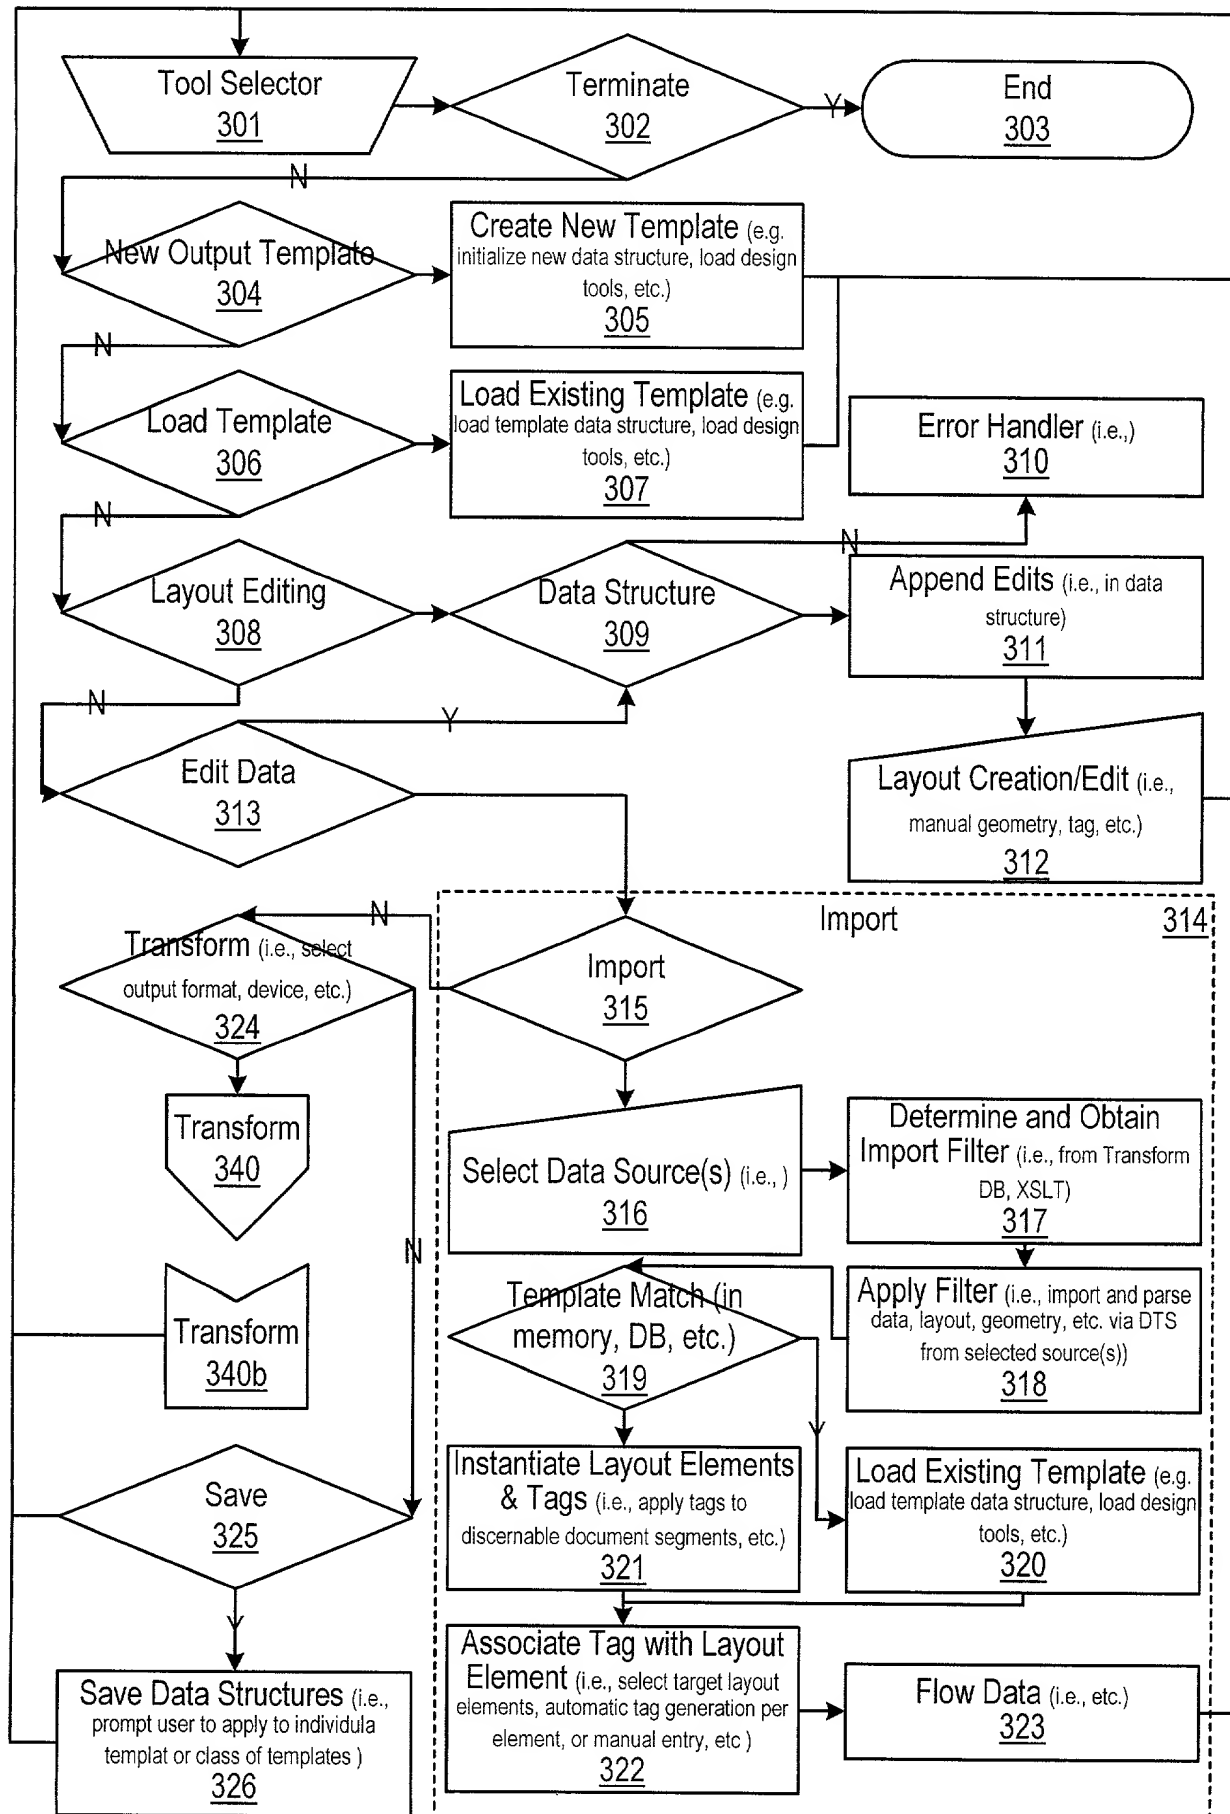 Tool Selector
301
Terminate
302
Y
End
303
N
New Output Template
304
Create New Template (e.g.
initialize new data structure, load design
tools, etc.)
305
N
Load Template
306
Load Existing Template (e.g.
load template data structure, load design
tools, etc.)
307
Error Handler (i.e.,)
310
N
Layout Editing
308
Data Structure
309
N
Append Edits (i.e., in data
structure)
311
N
Y
Edit Data
313
Layout Creation/Edit (i.e.,
manual geometry, tag, etc.)
312
Import
314
N
Transform (i.e., select
output format, device, etc.)
324
Import
315
Transform
340
Select Data Source(s) (i.e., )
316
Determine and Obtain
Import Filter (i.e., from Transform
DB, XSLT)
317
N
Transform
340b
Template Match (in
memory, DB, etc.)
319
Apply Filter (i.e., import and parse
data, layout, geometry, etc. via DTS
from selected source(s))
318
Y
Save
325
Instantiate Layout Elements
& Tags (i.e., apply tags to
discernable document segments, etc.)
321
Load Existing Template (e.g.
load template data structure, load design
tools, etc.)
320
Y
Save Data Structures (i.e.,
prompt user to apply to individula
templat or class of templates )
326
Associate Tag with Layout
Element (i.e., select target layout
elements, automatic tag generation per
element, or manual entry, etc )
322
Flow Data (i.e., etc.)
323